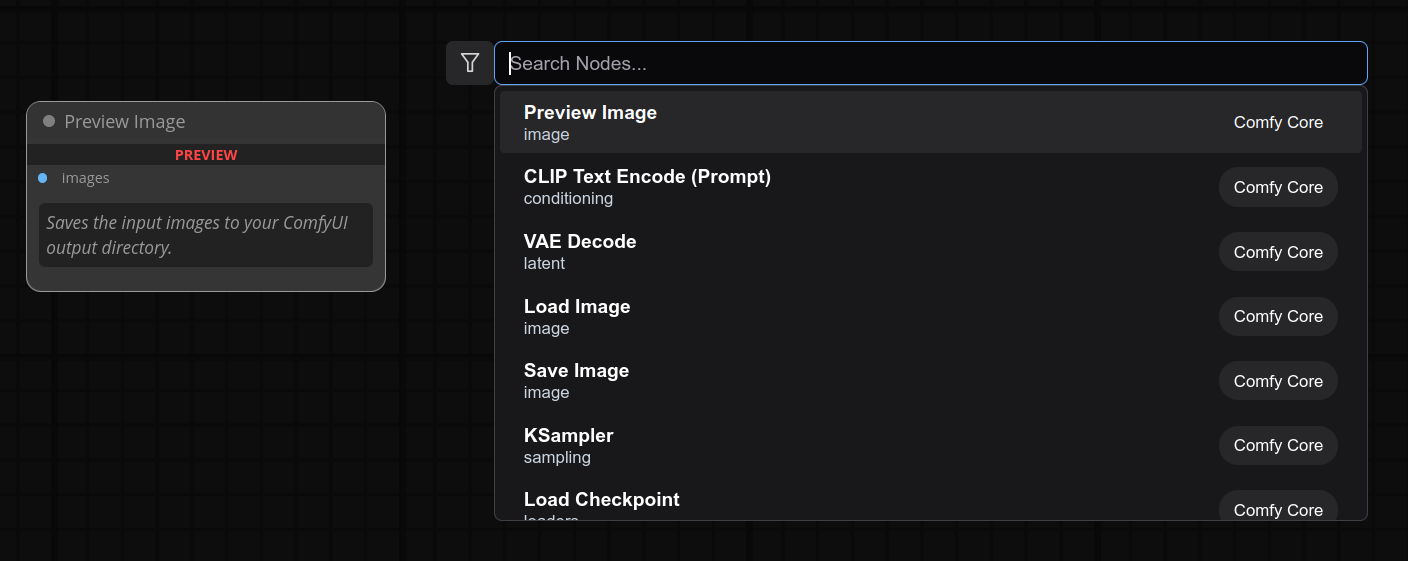 Search Nodes...
Preview Image
PREVIEW
images
Saves the input images to your ComfyUI
output directory.
Preview Image
image
Comfy Core
CLIP Text Encode (Prompt)
conditioning
Comfy Core
VAE Decode
latent
Comfy Core
Load Image
image
Comfy Core
Save Image
image
Comfy Core
KSampler
sampling
Comfy Core
Load Checkpoint
loaders
Comfy Core